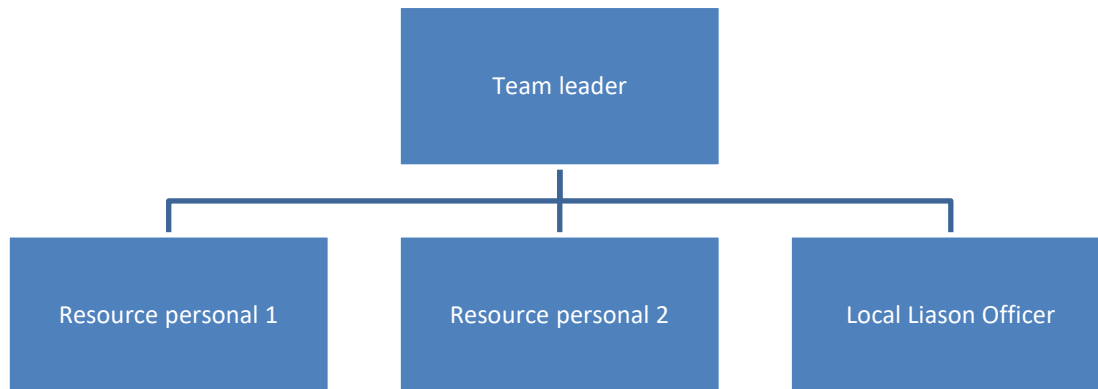 Team leader
Resource personal 1
Resource personal 2
Local Liason Officer